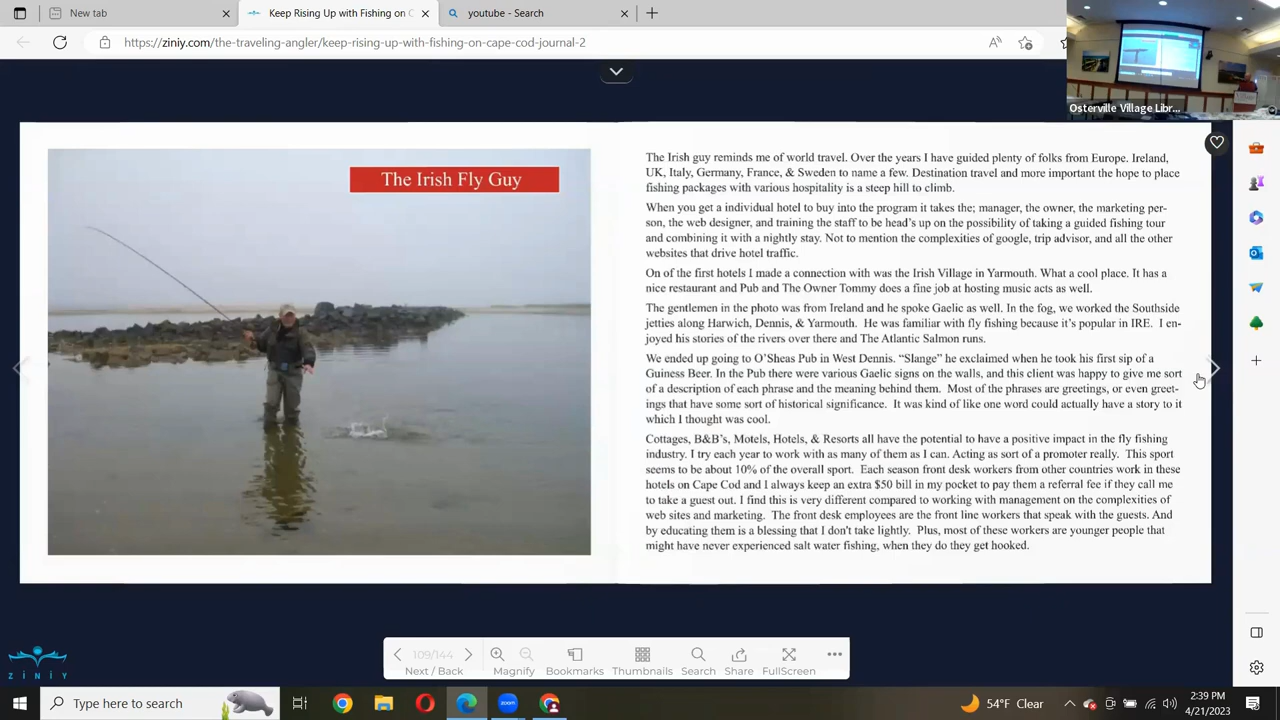 New tab
Keep Rising Up with Fishing on C
youtube - Search
https://ziniy.com/the-traveling-angler/keep-rising-up-with-fishing-on-cape-cod-journal-2
Osterville Village Libr...
The Irish Fly Guy
The Irish guy reminds me of world travel. Over the years I have guided plenty of folks from Europe. Ireland,
UK, Italy, Germany, France, & Sweden to name a few. Destination travel and more important the hope to place
fishing packages with various hospitality is a steep hill to climb.
When you get a individual hotel to buy into the program it takes the; manager, the owner, the marketing per-
son, the web designer, and training the staff to be head's up on the possibility of taking a guided fishing tour
and combining it with a nightly stay. Not to mention the complexities of google, trip advisor, and all the other
websites that drive hotel traffic.
On of the first hotels I made a connection with was the Irish Village in Yarmouth. What a cool place. It has a
nice restaurant and Pub and The Owner Tommy does a fine job at hosting music acts as well.
The gentlemen in the photo was from Ireland and he spoke Gaelic as well. In the fog, we worked the Southside
jetties along Harwich, Dennis, & Yarmouth. He was familiar with fly fishing because it's popular in IRE. I en-
joyed his stories of the rivers over there and The Atlantic Salmon runs.
We ended up going to O'Sheas Pub in West Dennis. "Slange" he exclaimed when he took his first sip of a
Guiness Beer. In the Pub there were various Gaelic signs on the walls, and this client was happy to give me sort
of a description of each phrase and the meaning behind them. Most of the phrases are greetings, or even greet-
ings that have some sort of historical significance. It was kind of like one word could actually have a story to it
which I thought was cool.
Cottages, B&B's, Motels, Hotels, & Resorts all have the potential to have a positive impact in the fly fishing
industry. I try each year to work with as many of them as I can. Acting as sort of a promoter really. This sport
seems to be about 10% of the overall sport. Each season front desk workers from other countries work in these
hotels on Cape Cod and I always keep an extra $50 bill in my pocket to pay them a referral fee if they call me
to take a guest out. I find this is very different compared to working with management on the complexities of
web sites and marketing. The front desk employees are the front line workers that speak with the guests. And
by educating them is a blessing that I don't take lightly. Plus, most of these workers are younger people that
might have never experienced salt water fishing, when they do they get hooked.
109/144
Next / Back
Magnify
Bookmarks
Thumbnails
Search
Share
FullScreen
ZINIY
Type here to search
zoom
54°F Clear
2:39 PM
4/21/2023